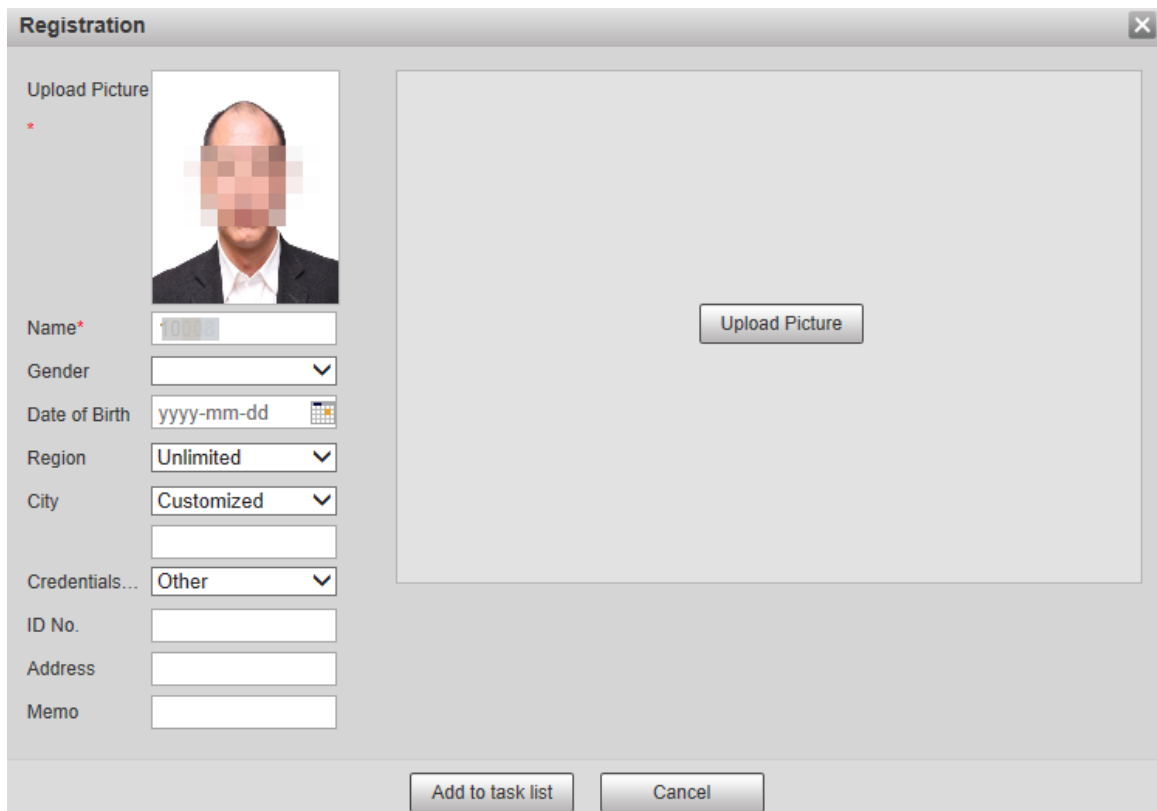 Registration
Upload Picture
*
Name*
Gender
Date of Birth yyyy-mm-dd
Region Unlimited
City Customized
Credentials... Other
ID No.
Address
Memo
Upload Picture
Add to task list Cancel